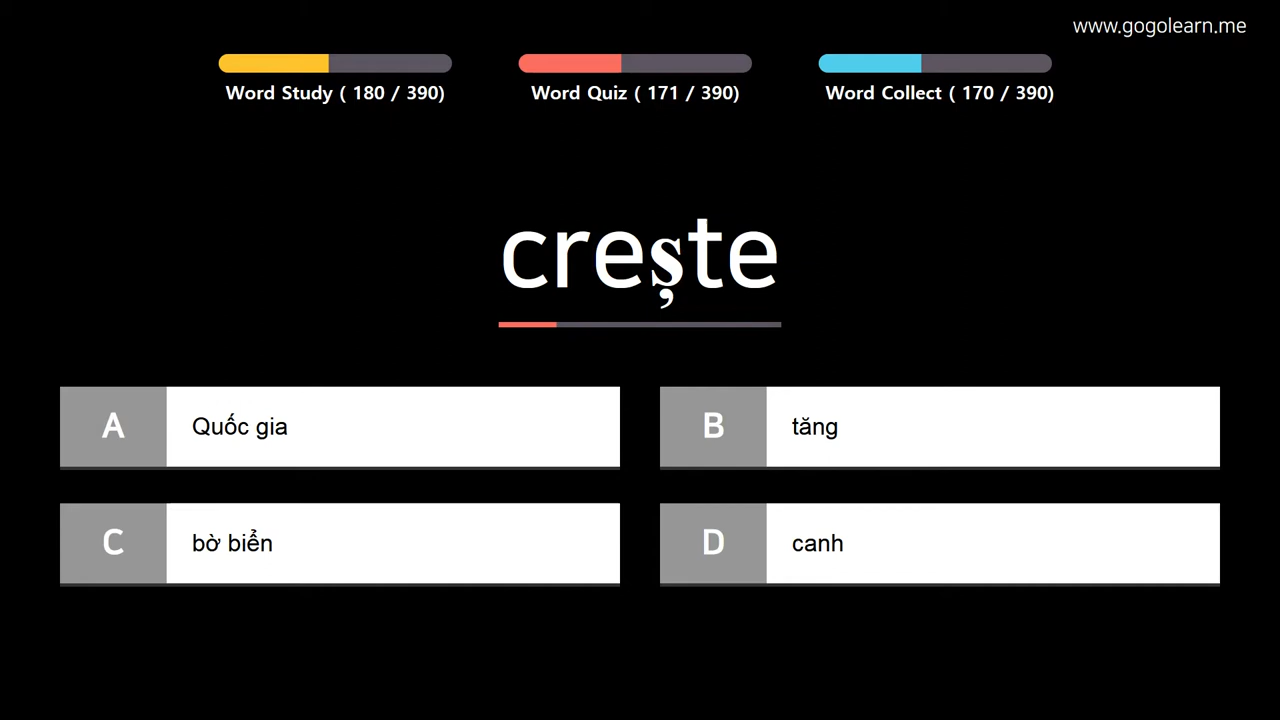 www.gogolearn.me
Word Study ( 180 / 390)
Word Quiz ( 171 / 390)
Word Collect ( 170 / 390)
crește
A Quốc gia
B tăng
C bờ biển
D canh